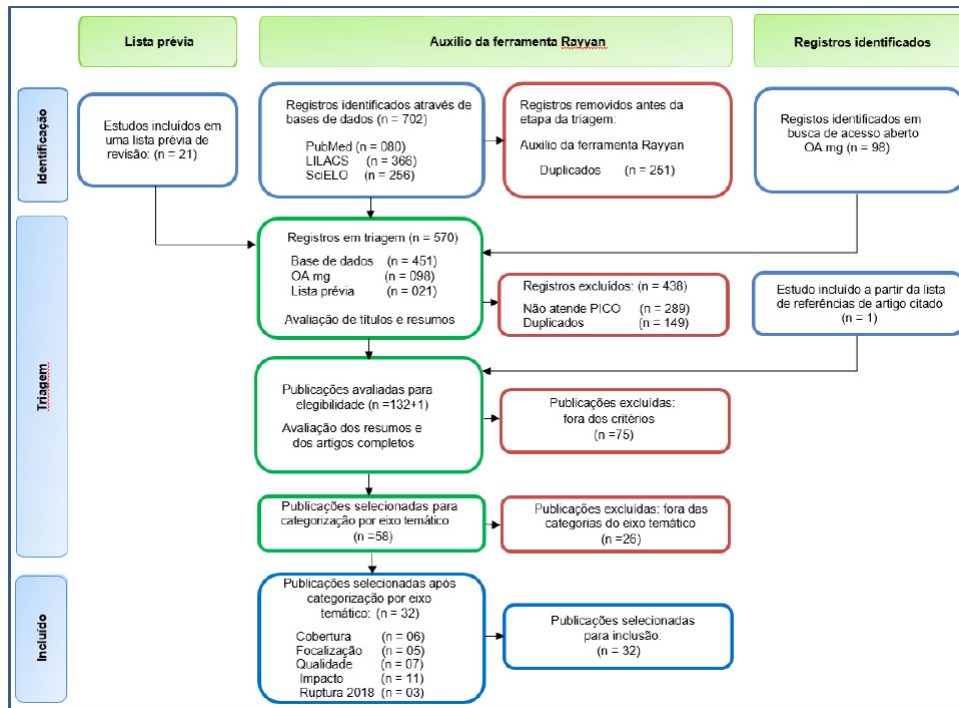 Lista prévia
Auxilio da ferramenta Rayyan
Registros identificados
Identificação
Estudos incluídos em
uma lista prévia de
revisão: (n = 21)
Registros identificados através de
bases de dados (n = 702)
PubMed (n = 080)
LILACS (n = 366)
SciELO (n = 256)
Registros removidos antes da
etapa da triagem:
Auxilio da ferramenta Rayyan
Duplicados (n = 251)
Registos identificados em
busca de acesso aberto
OA.mg (n = 98)
Triagem
Registros em triagem (n = 570)
Base de dados (n = 451)
OA.mg (n = 098)
Lista prévia (n = 021)
Avaliação de títulos e resumos
Registros excluídos: (n = 438)
Não atende PICO (n = 289)
Duplicados (n = 149)
Estudo incluído a partir da lista
de referências de artigo citado
(n = 1)
Publicações avaliadas para
elegibilidade (n =132+1)
Avaliação dos resumos e
dos artigos completos
Publicações excluídas:
fora dos critérios
(n =75)
Publicações selecionadas para
categorização por eixo temático
(n =58)
Publicações excluídas: fora das
categorias do eixo temático
(n =26)
Incluído
Publicações selecionadas após
categorização por eixo
temático: (n = 32)
Cobertura (n = 06)
Focalização (n = 05)
Qualidade (n = 07)
Impacto (n = 11)
Ruptura 2018 (n = 03)
Publicações selecionadas
para inclusão:
(n = 32)